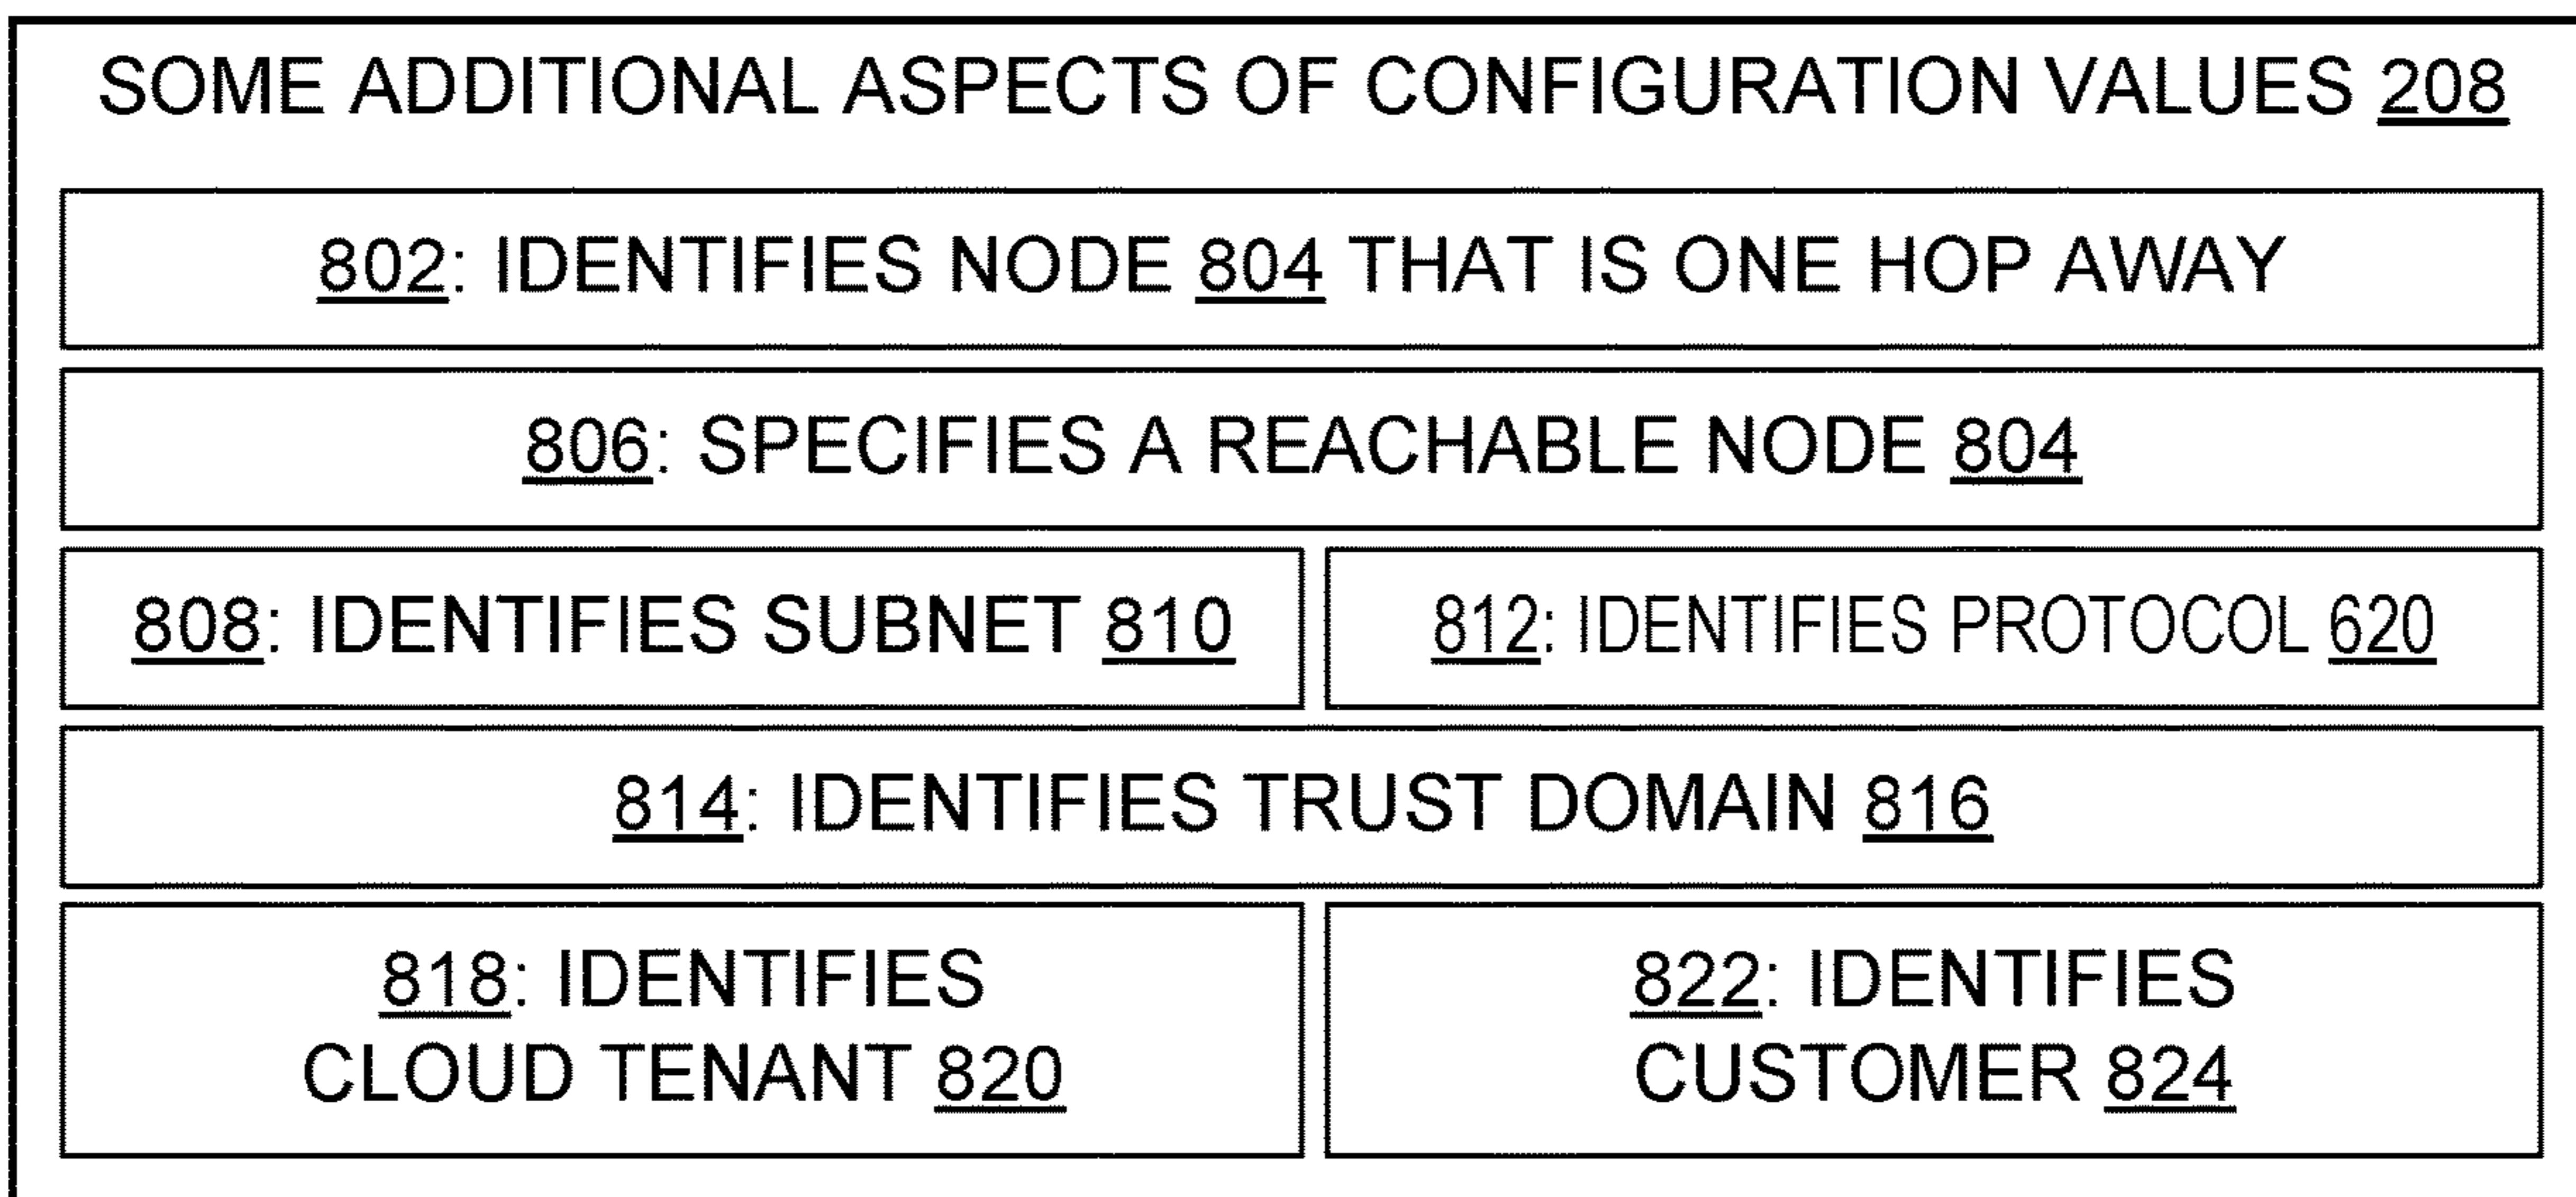 SOME ADDITIONAL ASPECTS OF CONFIGURATION VALUES 208
802: IDENTIFIES NODE 804 THAT IS ONE HOP AWAY
806: SPECIFIES A REACHABLE NODE 804
808: IDENTIFIES SUBNET 810
812: IDENTIFIES PROTOCOL 620
814: IDENTIFIES TRUST DOMAIN 816
818: IDENTIFIES
CLOUD TENANT 820
822: IDENTIFIES
CUSTOMER 824